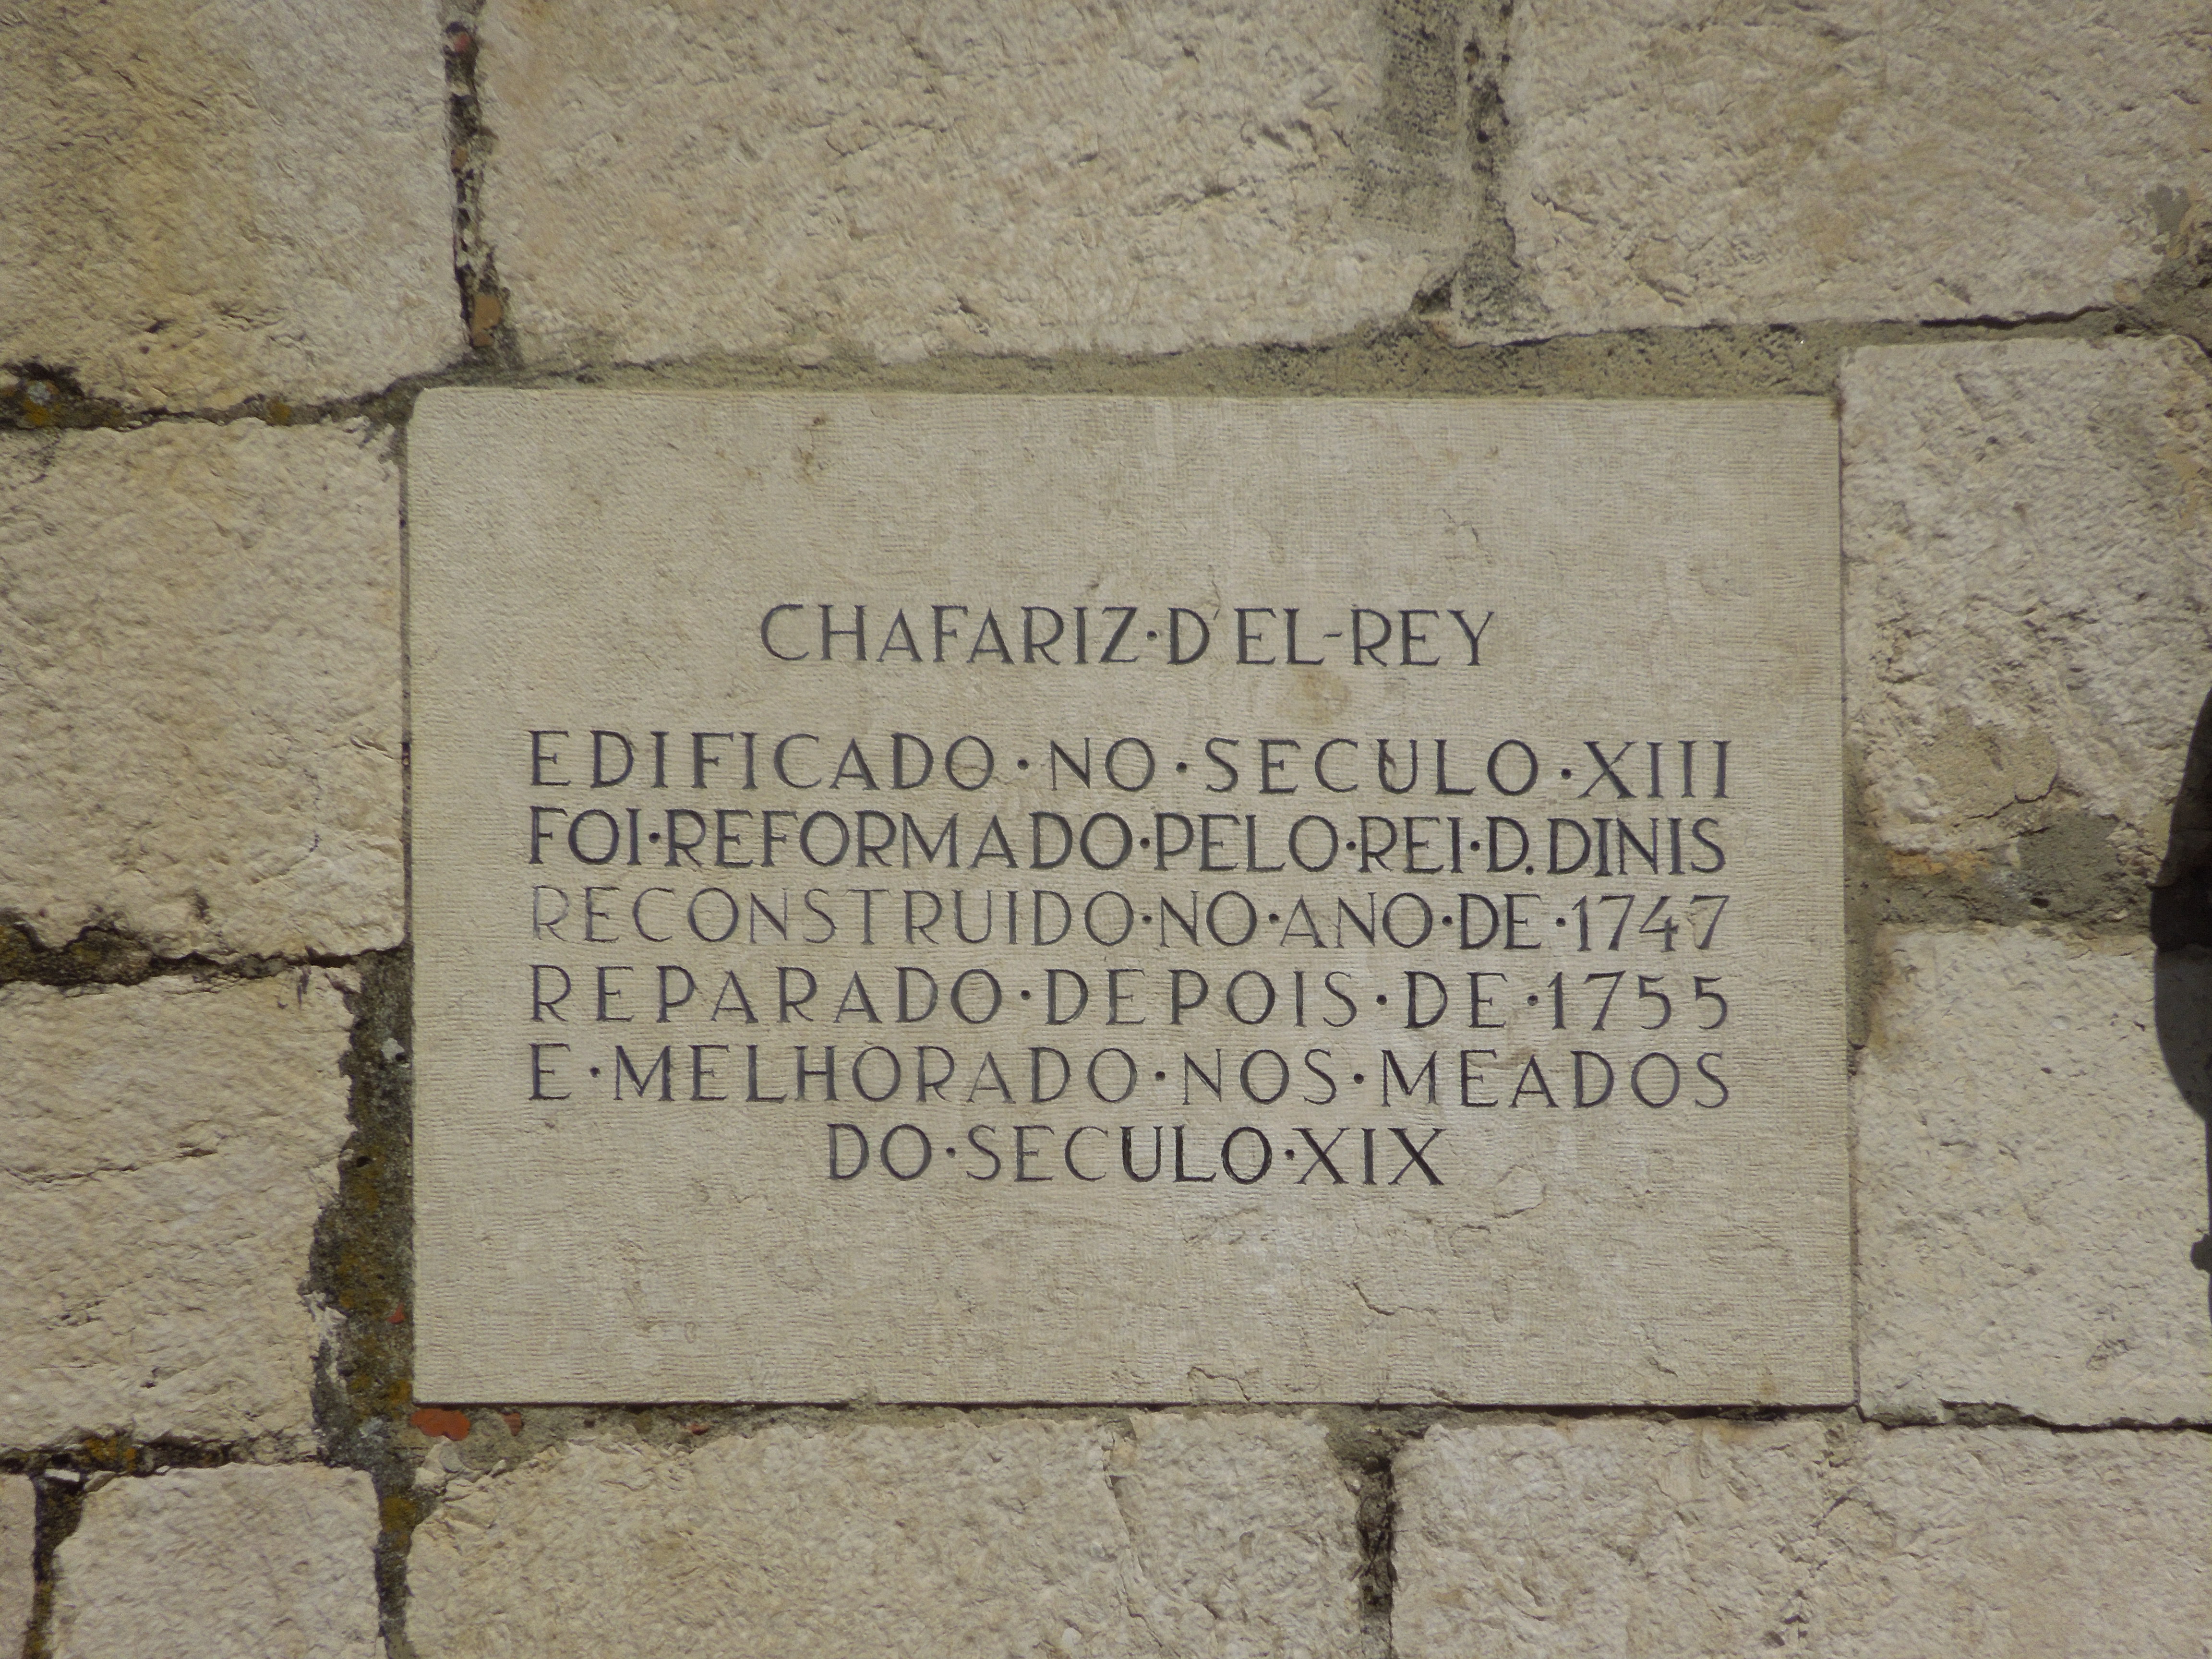 CHAFARIZ·D'EL-REY
EDIFICADO·NO·SECULO·XIII
FOI·REFORMADO·PELO·REI·D.DINIS
RECONSTRUIDO·NO·ANO·DE·1747
REPARADO·DEPOIS·DE·1755
E·MELHORADO·NOS·MEADOS
DO·SECULO·XIX